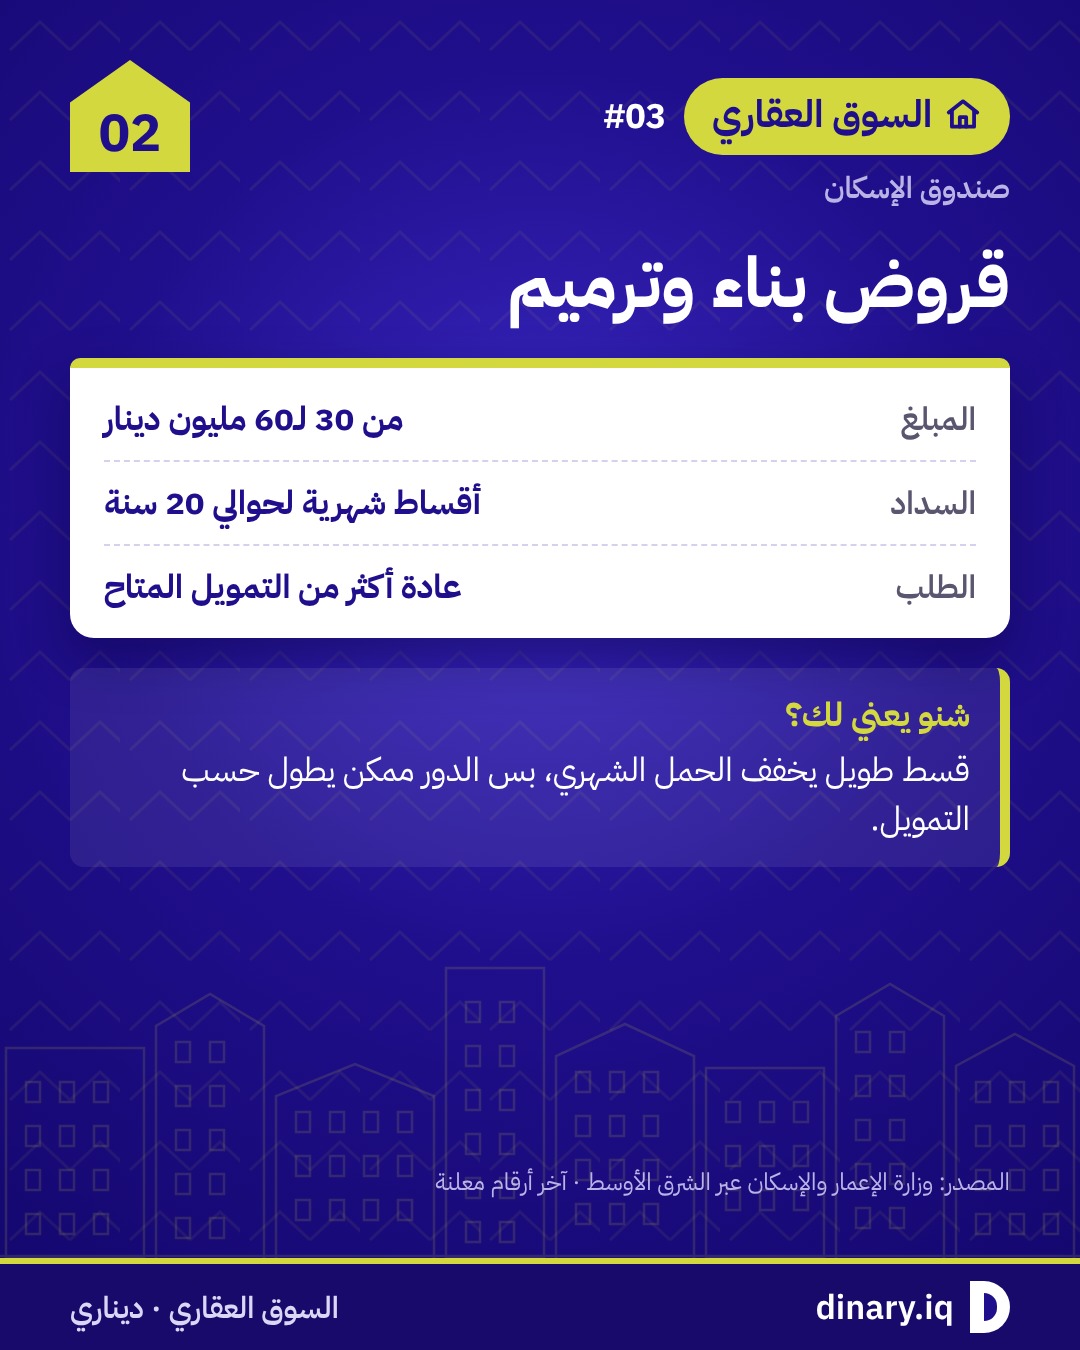 السوق العقاري
#03
02
صندوق الإسكان
قروض بناء وترميم
المبلغ من 30 لـ60 مليون دينار
السداد أقساط شهرية لحوالي 20 سنة
الطلب عادة أكثر من التمويل المتاح
شنو يعني لك؟
قسط طويل يخفف الحمل الشهري، بس الدور ممكن يطول حسب
التمويل.
المصدر: وزارة الإعمار والإسكان عبر الشرق الأوسط · آخر أرقام معلنة
D dinary.iq
السوق العقاري · ديناري